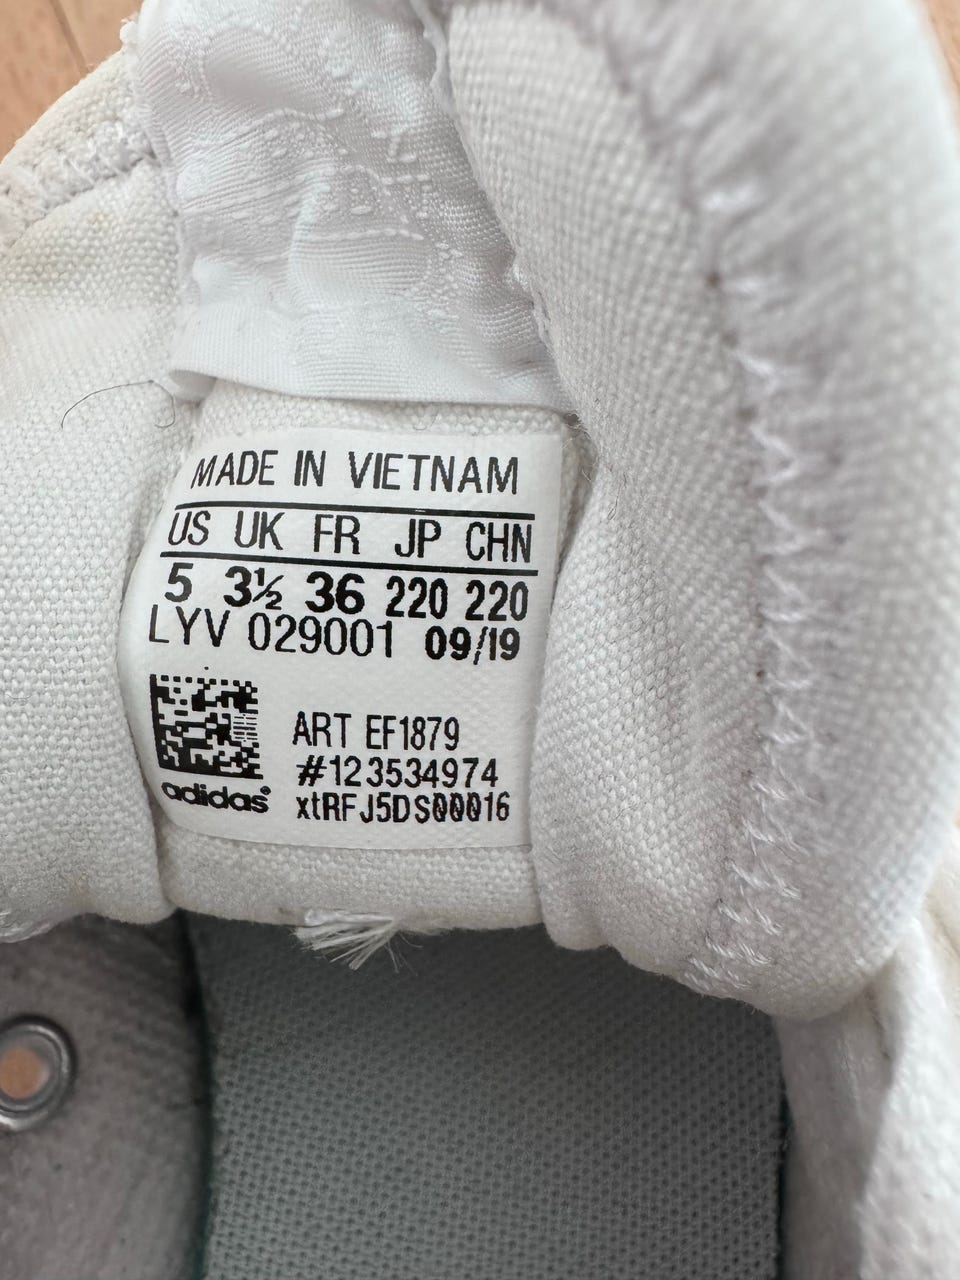 MADE IN VIETNAM
US UK FR JP CHN
5 3½ 36 220 220
LYV 029001 09/19
ART EF1879
#123534974
xtRFJ5DS00016
adidas®